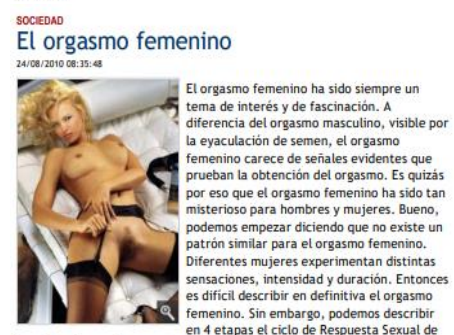 SOCIEDAD
El orgasmo femenino
24/08/2010 08:35:48
El orgasmo femenino ha sido siempre un
tema de interés y de fascinación. A
diferencia del orgasmo masculino, visible por
la eyaculación de semen, el orgasmo
femenino carece de señales evidentes que
prueban la obtención del orgasmo. Es quizás
por eso que el orgasmo femenino ha sido tan
misterioso para hombres y mujeres. Bueno,
podemos empezar diciendo que no existe un
patrón similar para el orgasmo femenino.
Diferentes mujeres experimentan distintas
sensaciones, intensidad y duración. Entonces
es difícil describir en definitiva el orgasmo
femenino. Sin embargo, podemos describir
en 4 etapas el ciclo de Respuesta Sexual de